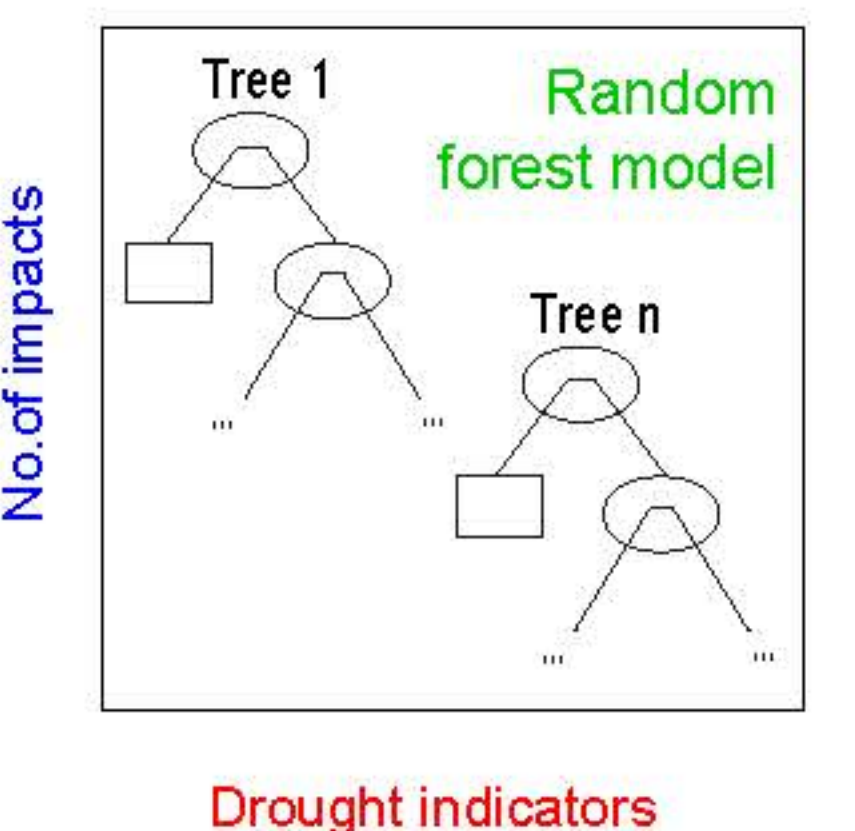 Tree 1
Random
forest model
Tree n
No.of impacts
Drought indicators